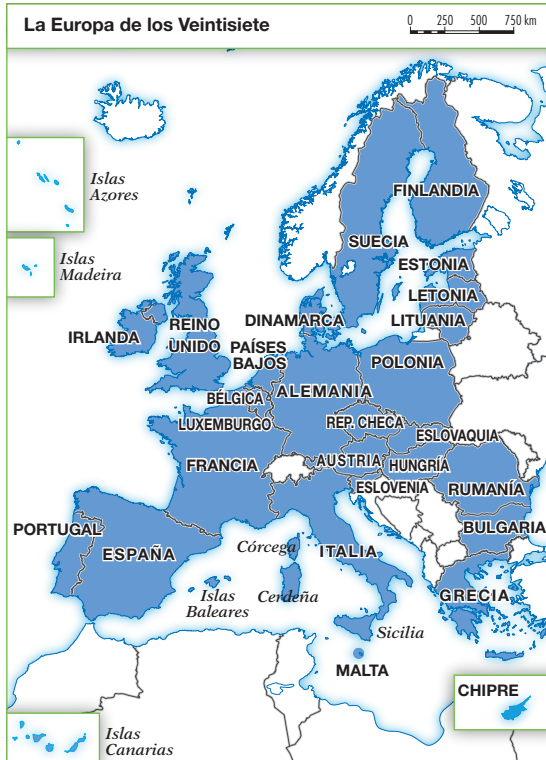 La Europa de los Veintisiete
0 250 500 750 km
Islas
Azores
Islas
Madeira
FINLANDIA
SUECIA
ESTONIA
LETONIA
LITUANIA
IRLANDA
REINO
UNIDO
DINAMARCA
PAÍSES
BAJOS
POLONIA
ALEMANIA
BÉLGICA
LUXEMBURGO
REP. CHECA
ESLOVAQUIA
FRANCIA
AUSTRIA
HUNGRÍA
ESLOVENIA
RUMANÍA
BULGARIA
PORTUGAL
ESPAÑA
Córcega
ITALIA
Islas
Baleares
Cerdeña
GRECIA
Sicilia
MALTA
CHIPRE
Islas
Canarias